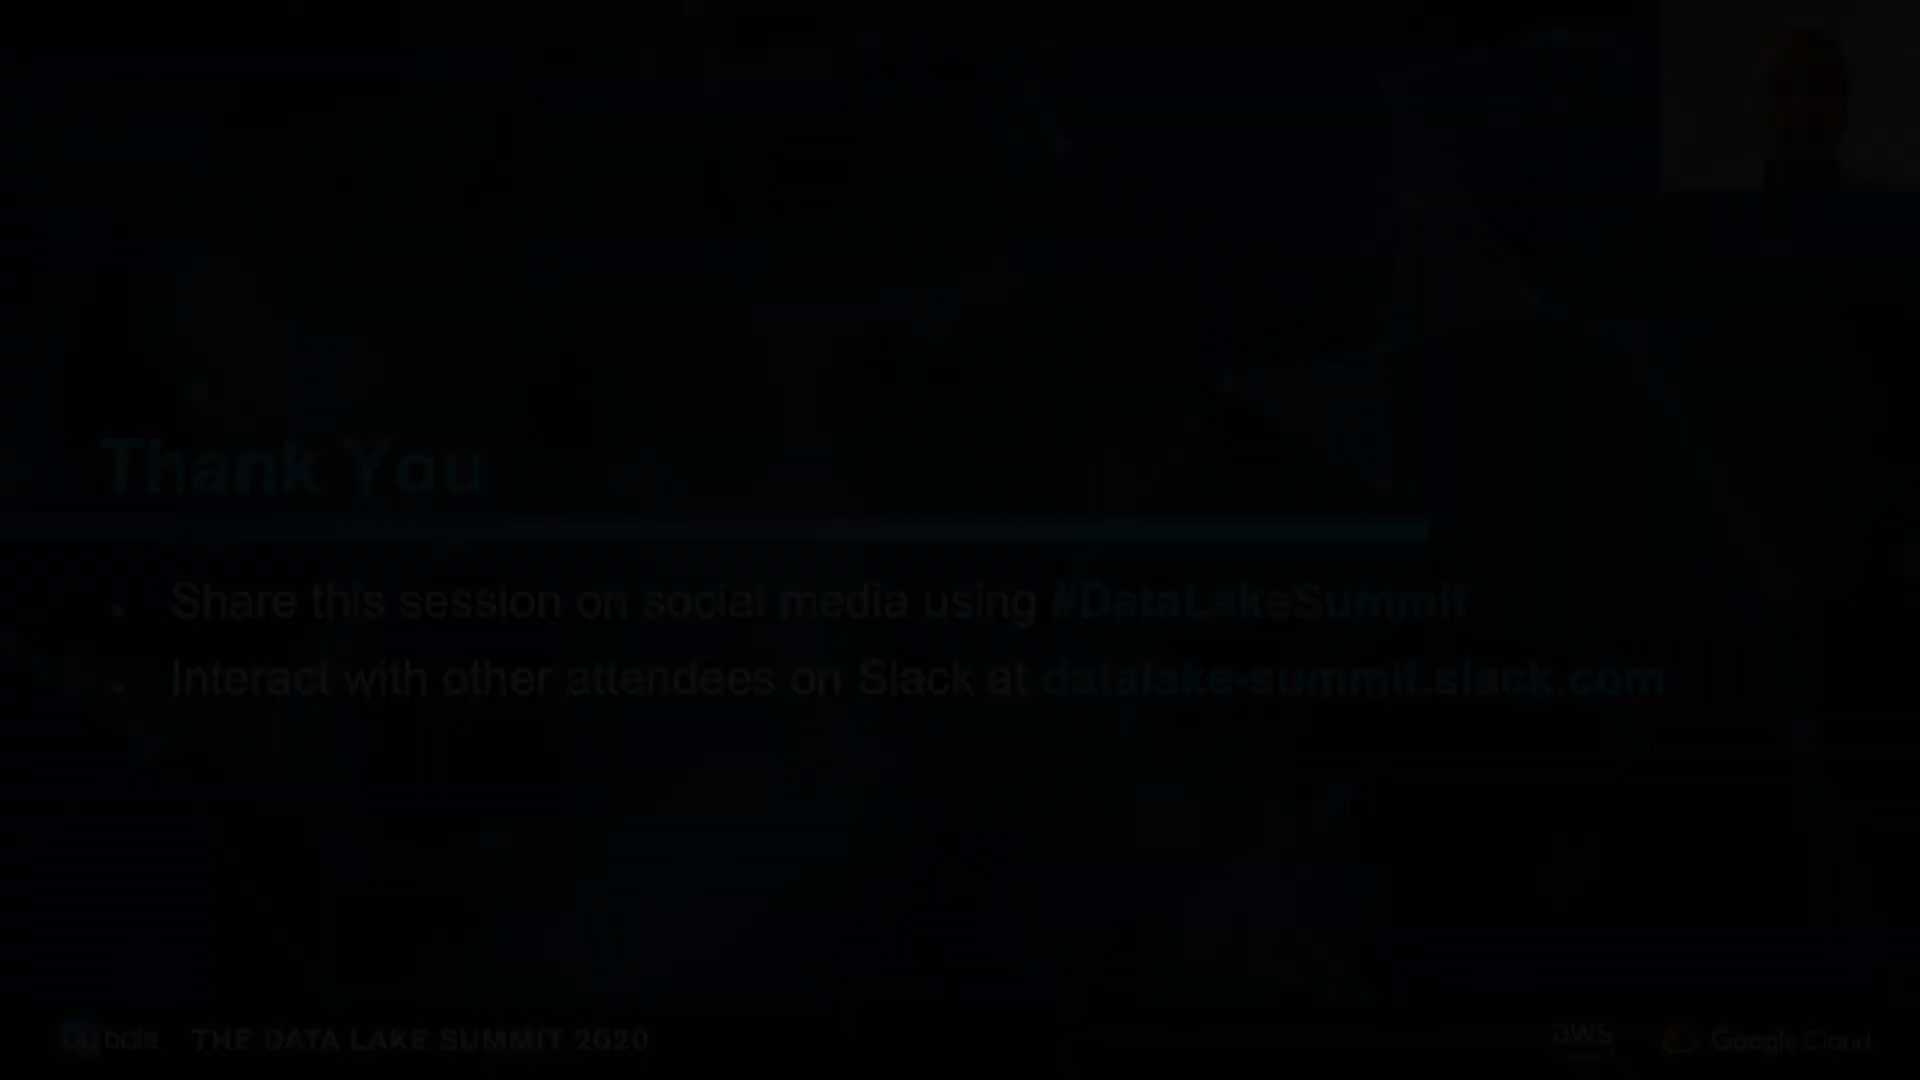 Thank You
Share this session on social media using #DataLakeSummit
Interact with other attendees on Slack at datalake-summit.slack.com
THE DATA LAKE SUMMIT 2020
aws
Google Cloud